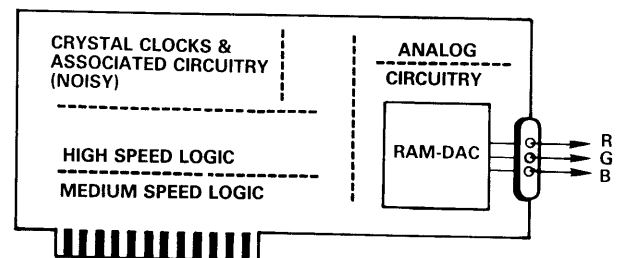 CRYSTAL CLOCKS &
ASSOCIATED CIRCUITRY
(NOISY)
HIGH SPEED LOGIC
MEDIUM SPEED LOGIC
ANALOG
CIRCUITRY
RAM-DAC
R
G
B